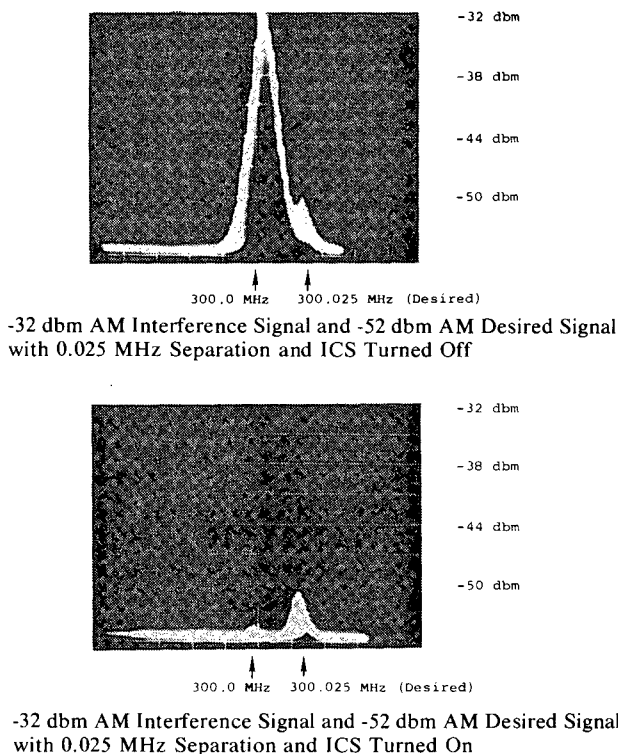 -32 dbm
-38 dbm
-44 dbm
-50 dbm
300.0 MHz 300.025 MHz (Desired)
-32 dbm AM Interference Signal and -52 dbm AM Desired Signal
with 0.025 MHz Separation and ICS Turned Off
-32 dbm
-38 dbm
-44 dbm
-50 dbm
300.0 MHz 300.025 MHz (Desired)
-32 dbm AM Interference Signal and -52 dbm AM Desired Signal
with 0.025 MHz Separation and ICS Turned On